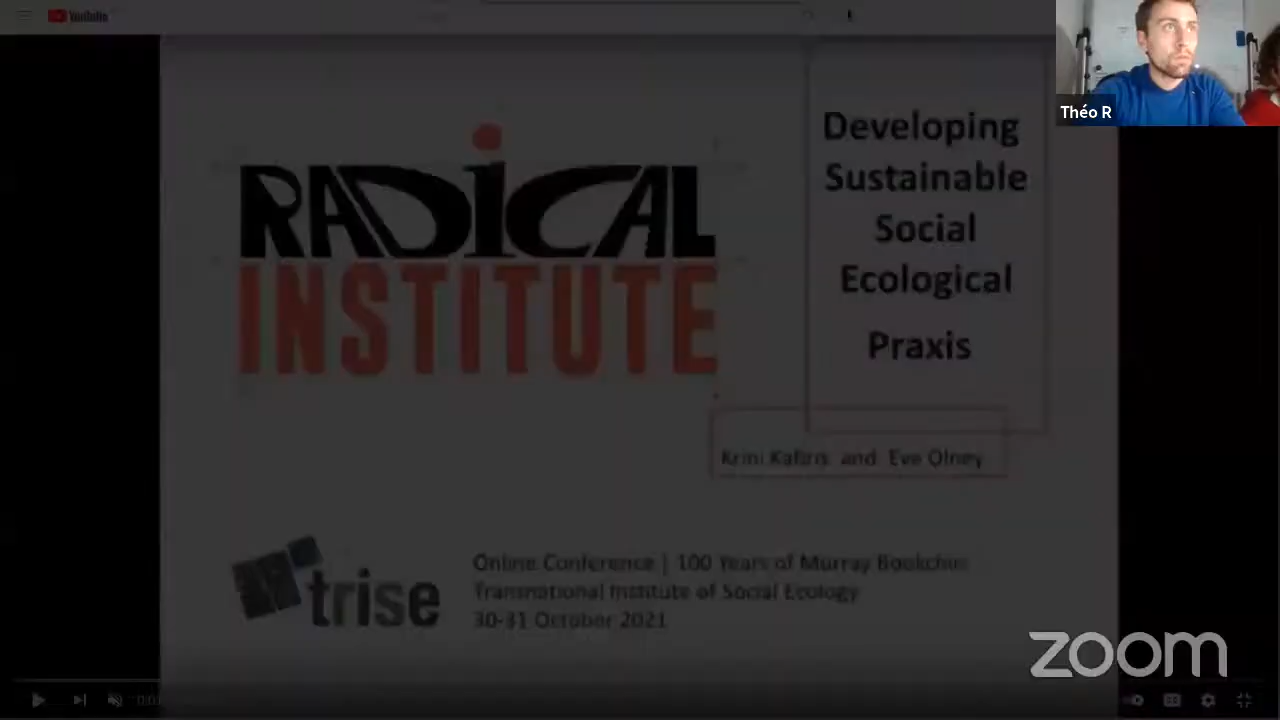 YouTube
Théo R
RADiCAL
INSTITUTE
Developing
Sustainable
Social
Ecological
Praxis
Krini Kafiris and Eve Olney
trise
Online Conference | 100 Years of Murray Bookchin
Transnational Institute of Social Ecology
30-31 October 2021
zoom